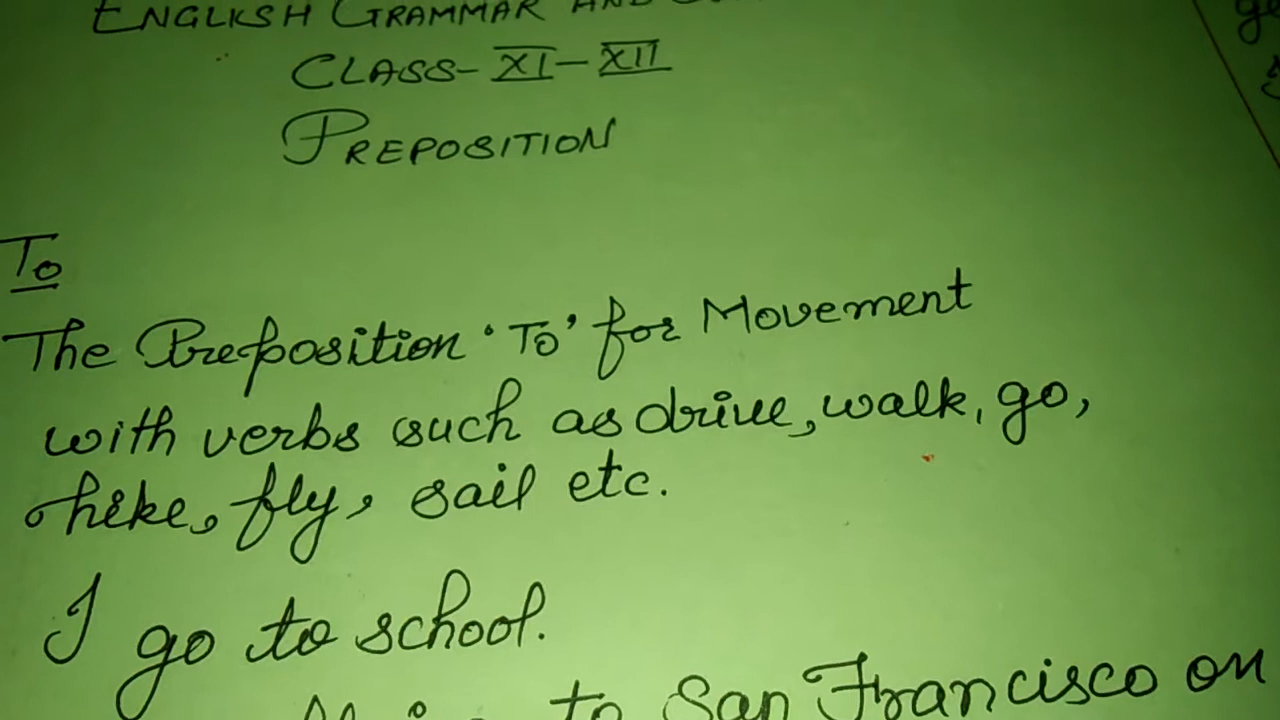 ENGLISH GRAMMAR AND
CLASS-XI-XII
PREPOSITION
To
The Preposition 'To' for Movement
with verbs such as drive, walk, go,
hike, fly, sail etc.
I go to school.
to San Francisco on